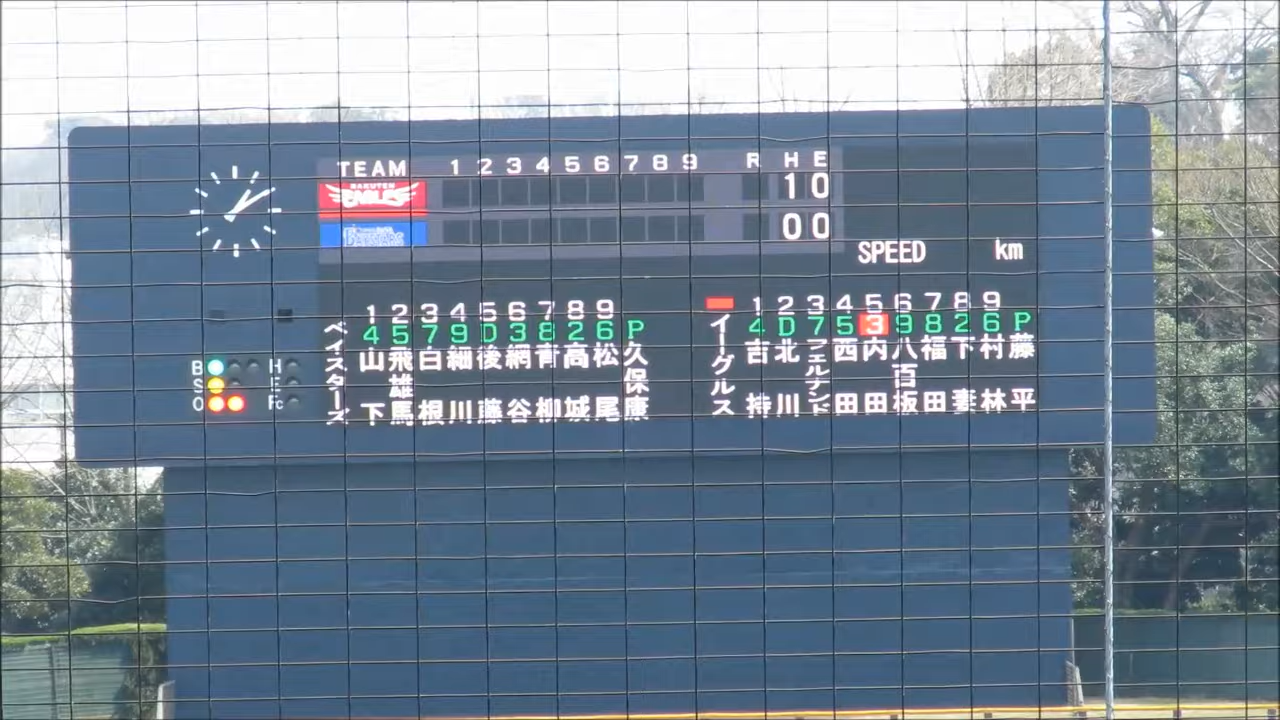 TEAM 1 2 3 4 5 6 7 8 9 R H E
RAKUTEN EAGLES 1 0
0 0
SPEED km
B H
S E
O Fc
ベイスターズ
1 2 3 4 5 6 7 8 9
4 5 7 9 D 3 8 2 6 P
山下 飛雄馬 白根 細川 後藤 網谷 青柳 高城 松尾 久保康
イーグルス
1 2 3 4 5 6 7 8 9
4 D 7 5 3 9 8 2 6 P
吉持 北川 フェルナンド 西田 内田 八百板 福田 下妻 村林 藤平